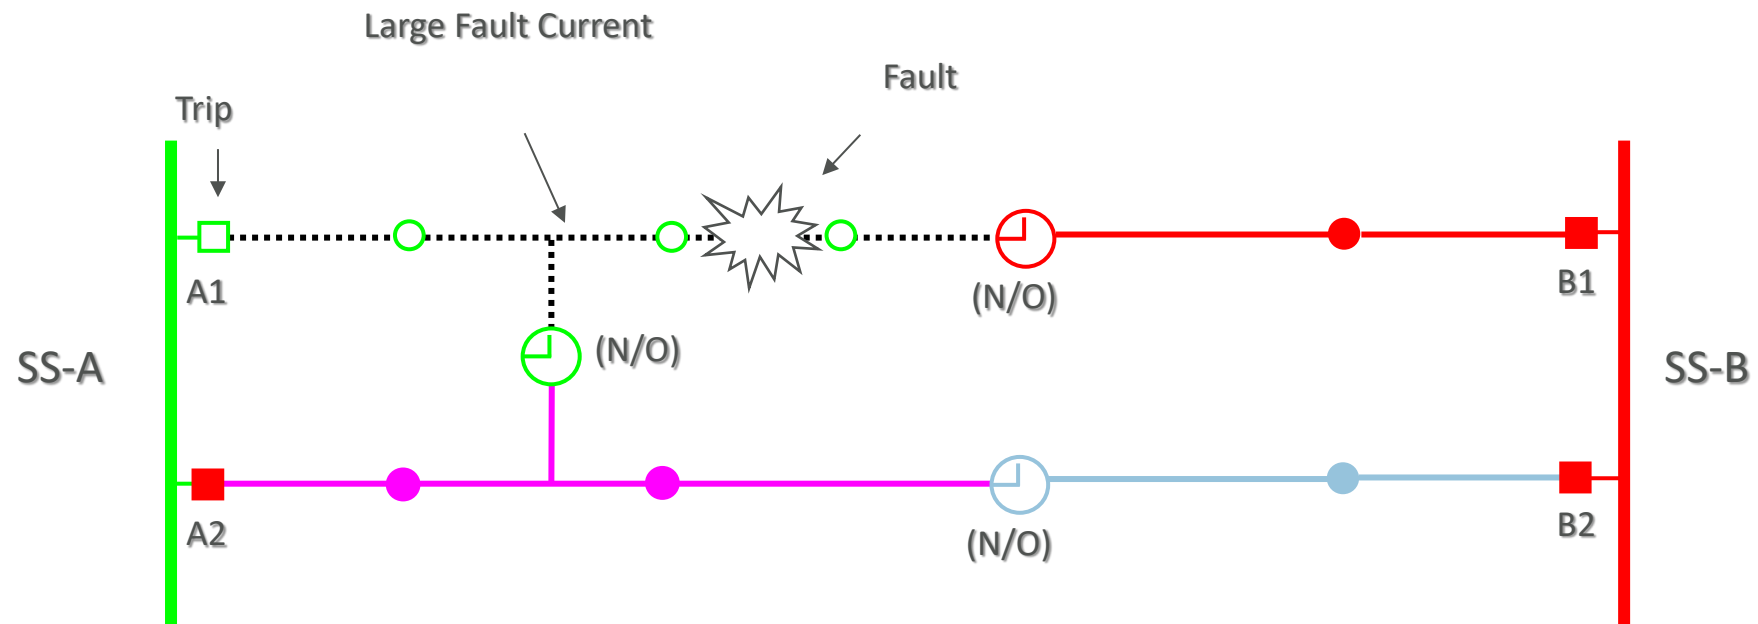 Large Fault Current
Fault
Trip
A1
(N/O)
B1
(N/O)
SS-A
SS-B
A2
(N/O)
B2